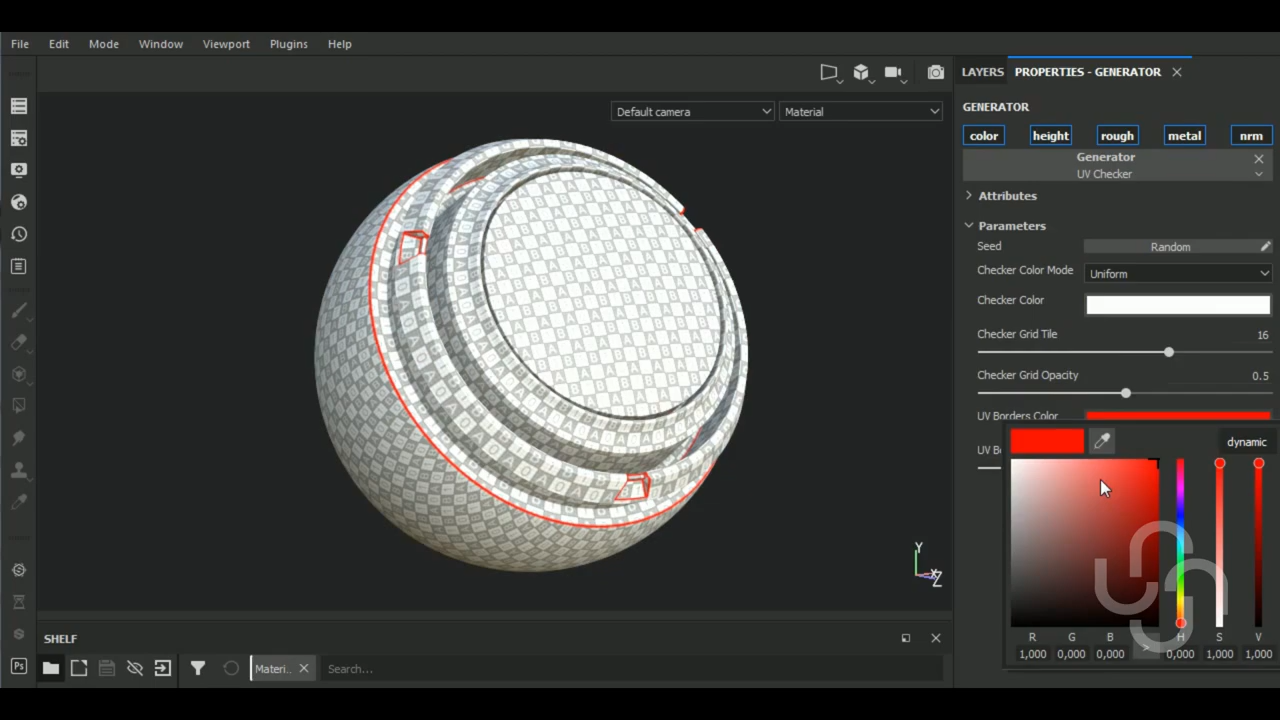 File Edit Mode Window Viewport Plugins Help
LAYERS PROPERTIES - GENERATOR
Default camera Material
GENERATOR
color height rough metal nrm
Generator
UV Checker
Attributes
Parameters
Seed Random
Checker Color Mode Uniform
Checker Color
Checker Grid Tile 16
Checker Grid Opacity 0.5
UV Borders Color
dynamic
Y
X
Z
R G B H S V
1,000 0,000 0,000 0,000 1,000 1,000
SHELF
Ps
Materi.. Search...